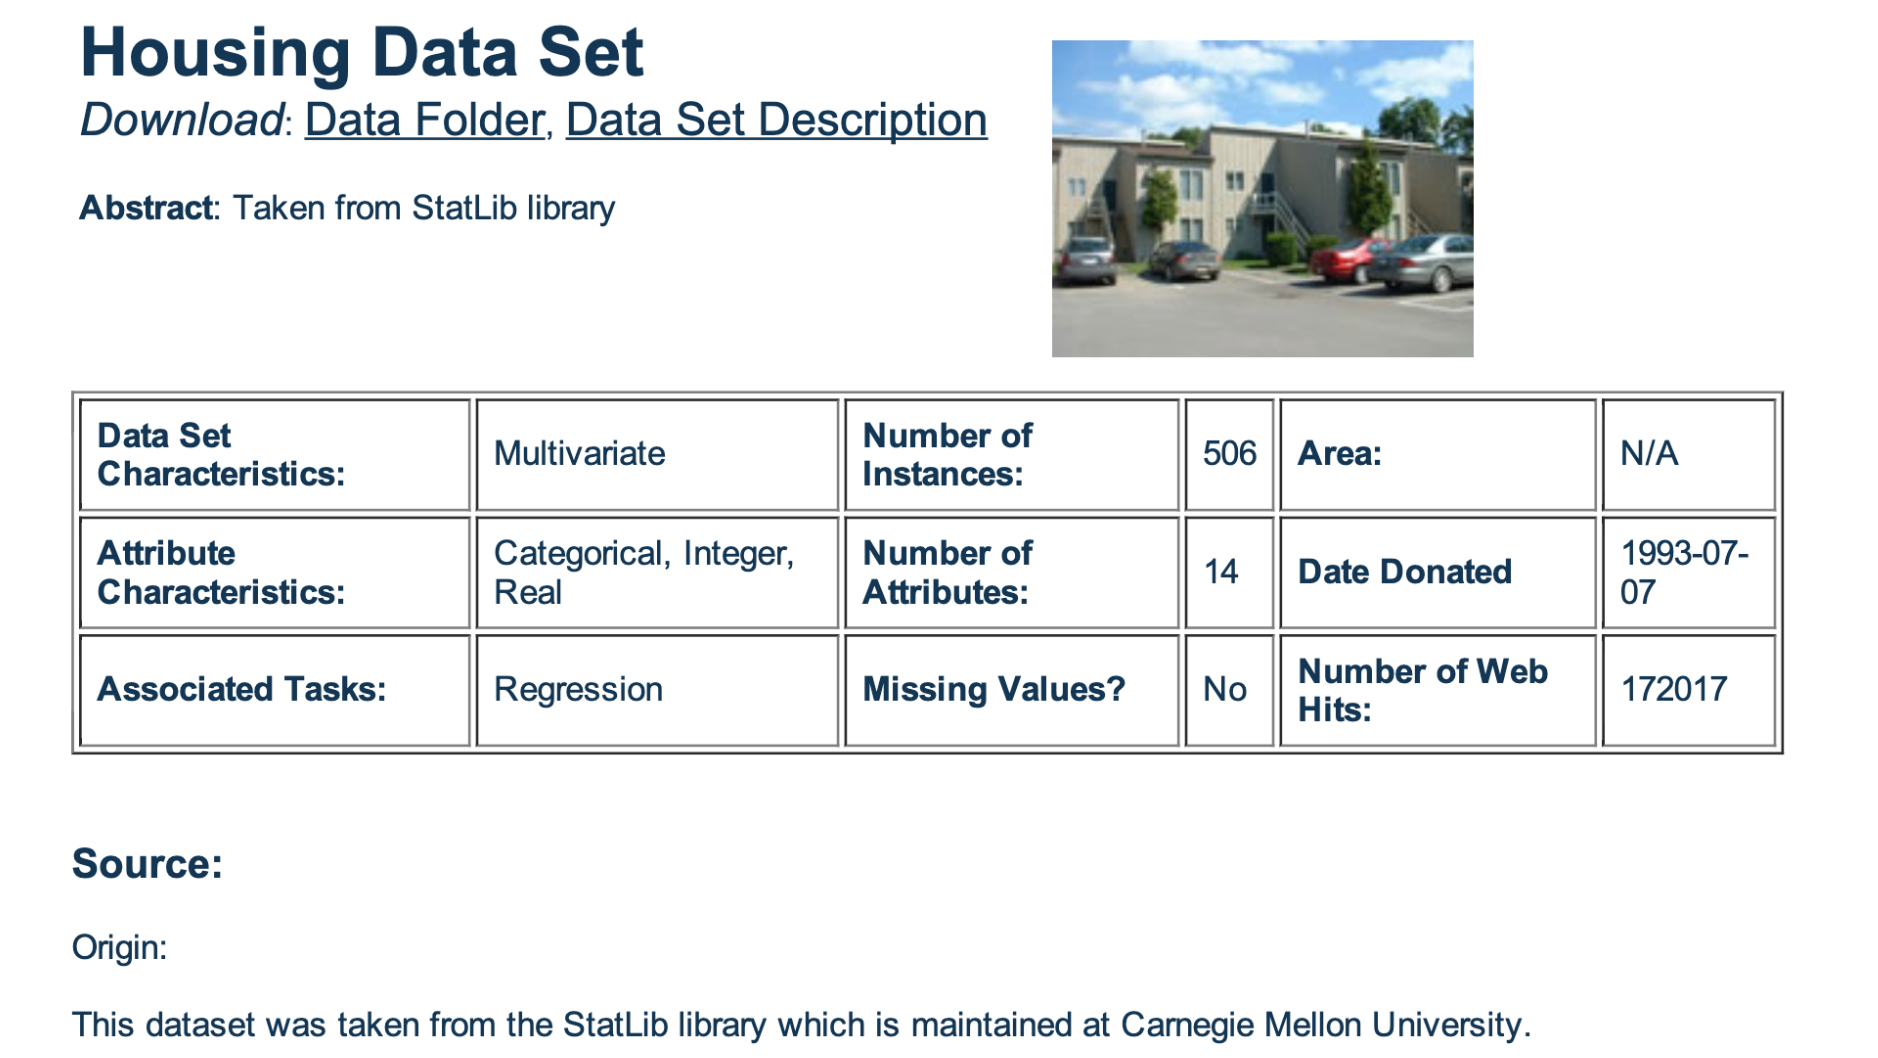 Housing Data Set
Download: Data Folder, Data Set Description
Abstract: Taken from StatLib library
Data Set
Characteristics:
Multivariate
Number of
Instances:
506
Area:
N/A
Attribute
Characteristics:
Categorical, Integer,
Real
Number of
Attributes:
14
Date Donated
1993-07-
07
Associated Tasks:
Regression
Missing Values?
No
Number of Web
Hits:
172017
Source:
Origin:
This dataset was taken from the StatLib library which is maintained at Carnegie Mellon University.